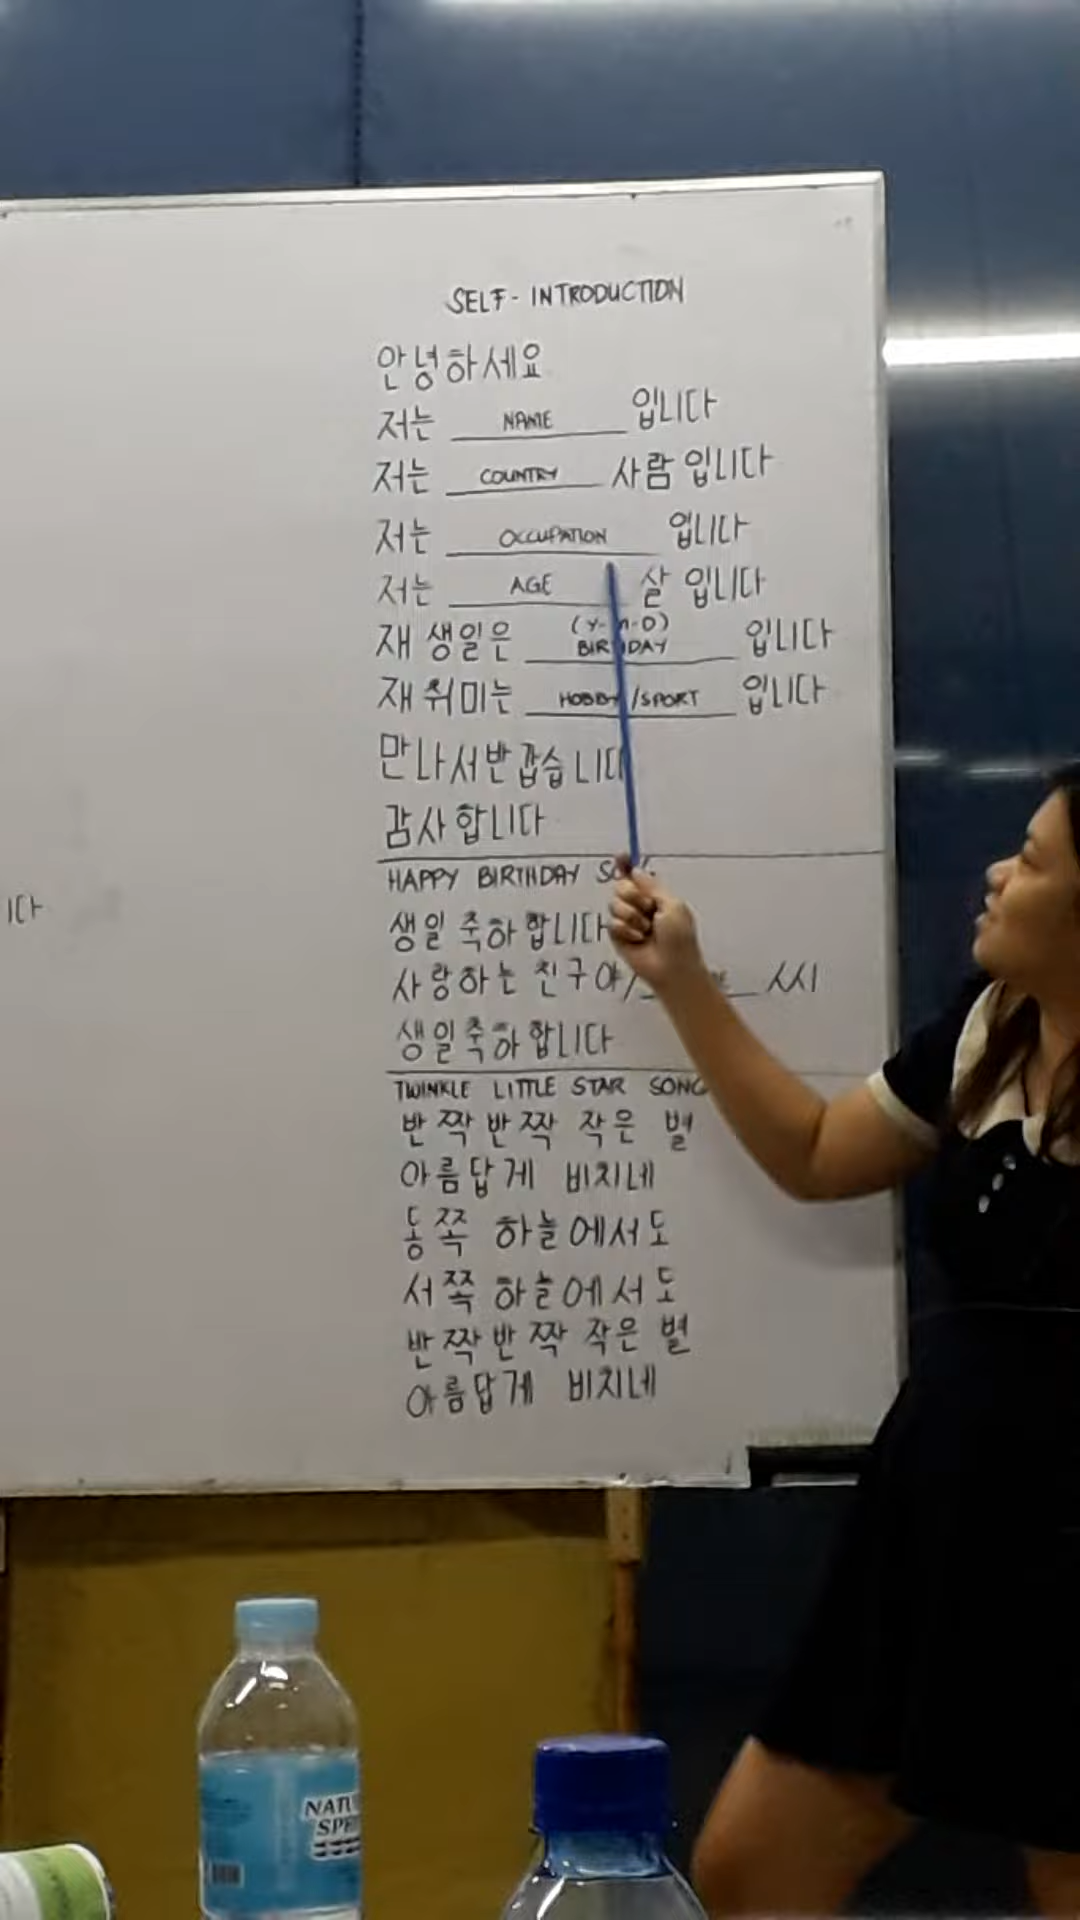 SELF-INTRODUCTION
안녕하세요
저는 NAME 입니다
저는 COUNTRY 사람 입니다
저는 OCCUPATION 입니다
저는 AGE 살 입니다
재 생일은 BIRTHDAY 입니다
재 취미는 HOBBY/SPORT 입니다
만나서반갑습니다
감사합니다
HAPPY BIRTHDAY
생일 축하합니다
사랑하는 친구야/ 씨
생일축하합니다
TWINKLE LITTLE STAR SONG
반짝반짝 작은 별
아름답게 비치네
동쪽 하늘에서도
서쪽 하늘에서도
반짝반짝 작은 별
아름답게 비치네